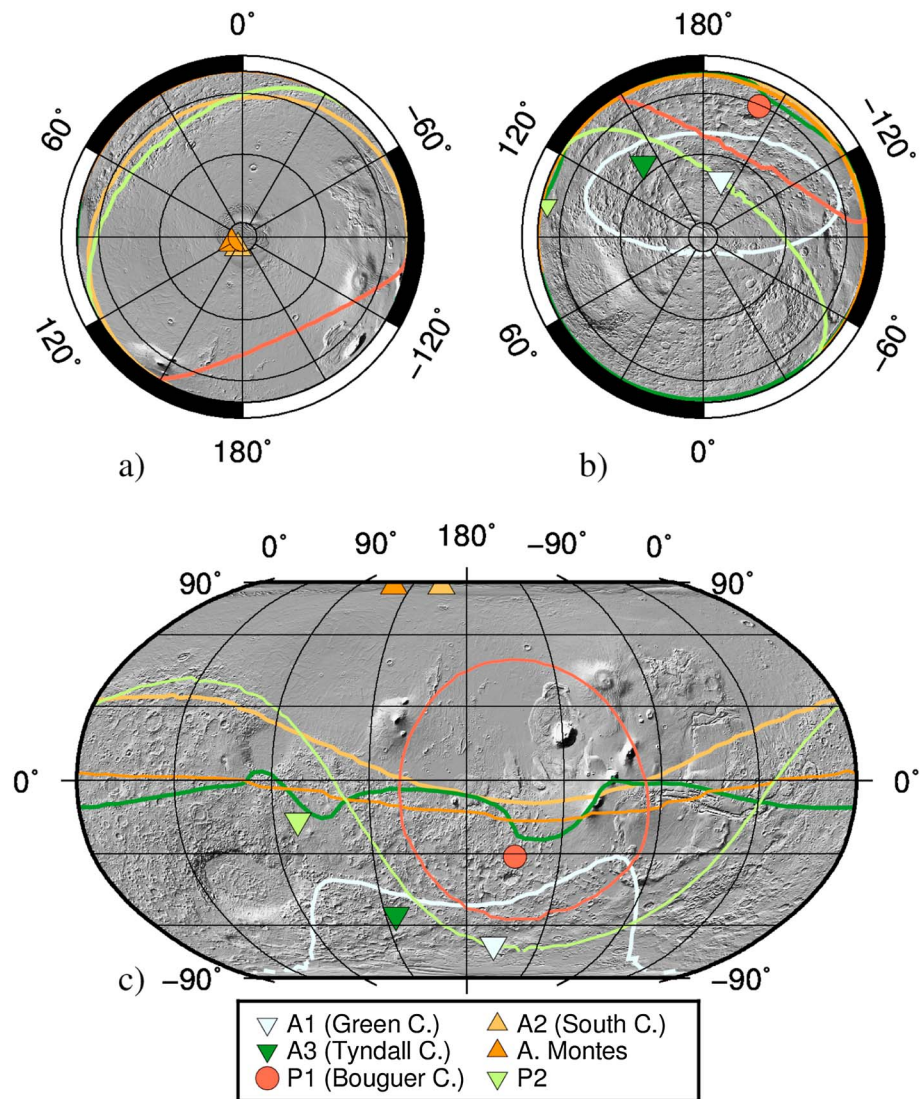 0° 180°
60° −60° 120° −120°
120° −120° 60° −60°
180° 0°
a) b)
0° 90° 180° −90° 0°
90° 90°
0° 0°
−90° −90°
c)
A1 (Green C.) A2 (South C.)
A3 (Tyndall C.) A. Montes
P1 (Bouguer C.) P2